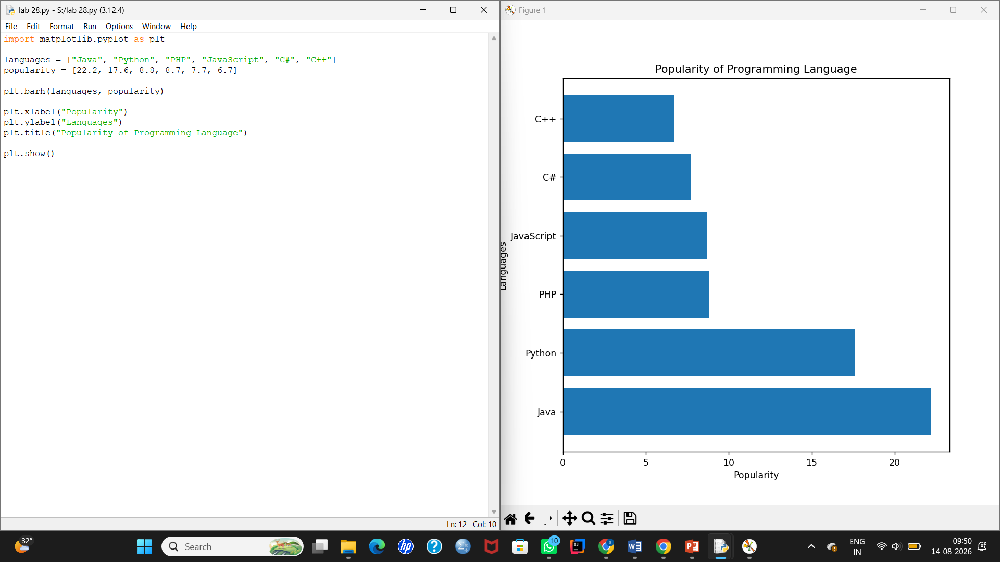 lab 28.py - S:/lab 28.py (3.12.4)
File Edit Format Run Options Window Help
import matplotlib.pyplot as plt
languages = ["Java", "Python", "PHP", "JavaScript", "C#", "C++"]
popularity = [22.2, 17.6, 8.8, 8.7, 7.7, 6.7]
plt.barh(languages, popularity)
plt.xlabel("Popularity")
plt.ylabel("Languages")
plt.title("Popularity of Programming Language")
plt.show()
Ln: 12 Col: 10
Figure 1
Popularity of Programming Language
C++
C#
JavaScript
Languages
PHP
Python
Java
0 5 10 15 20
Popularity
32°
Search
hp
Σα
10
IJ
s
W
P
ENG
IN
09:50
14-08-2026